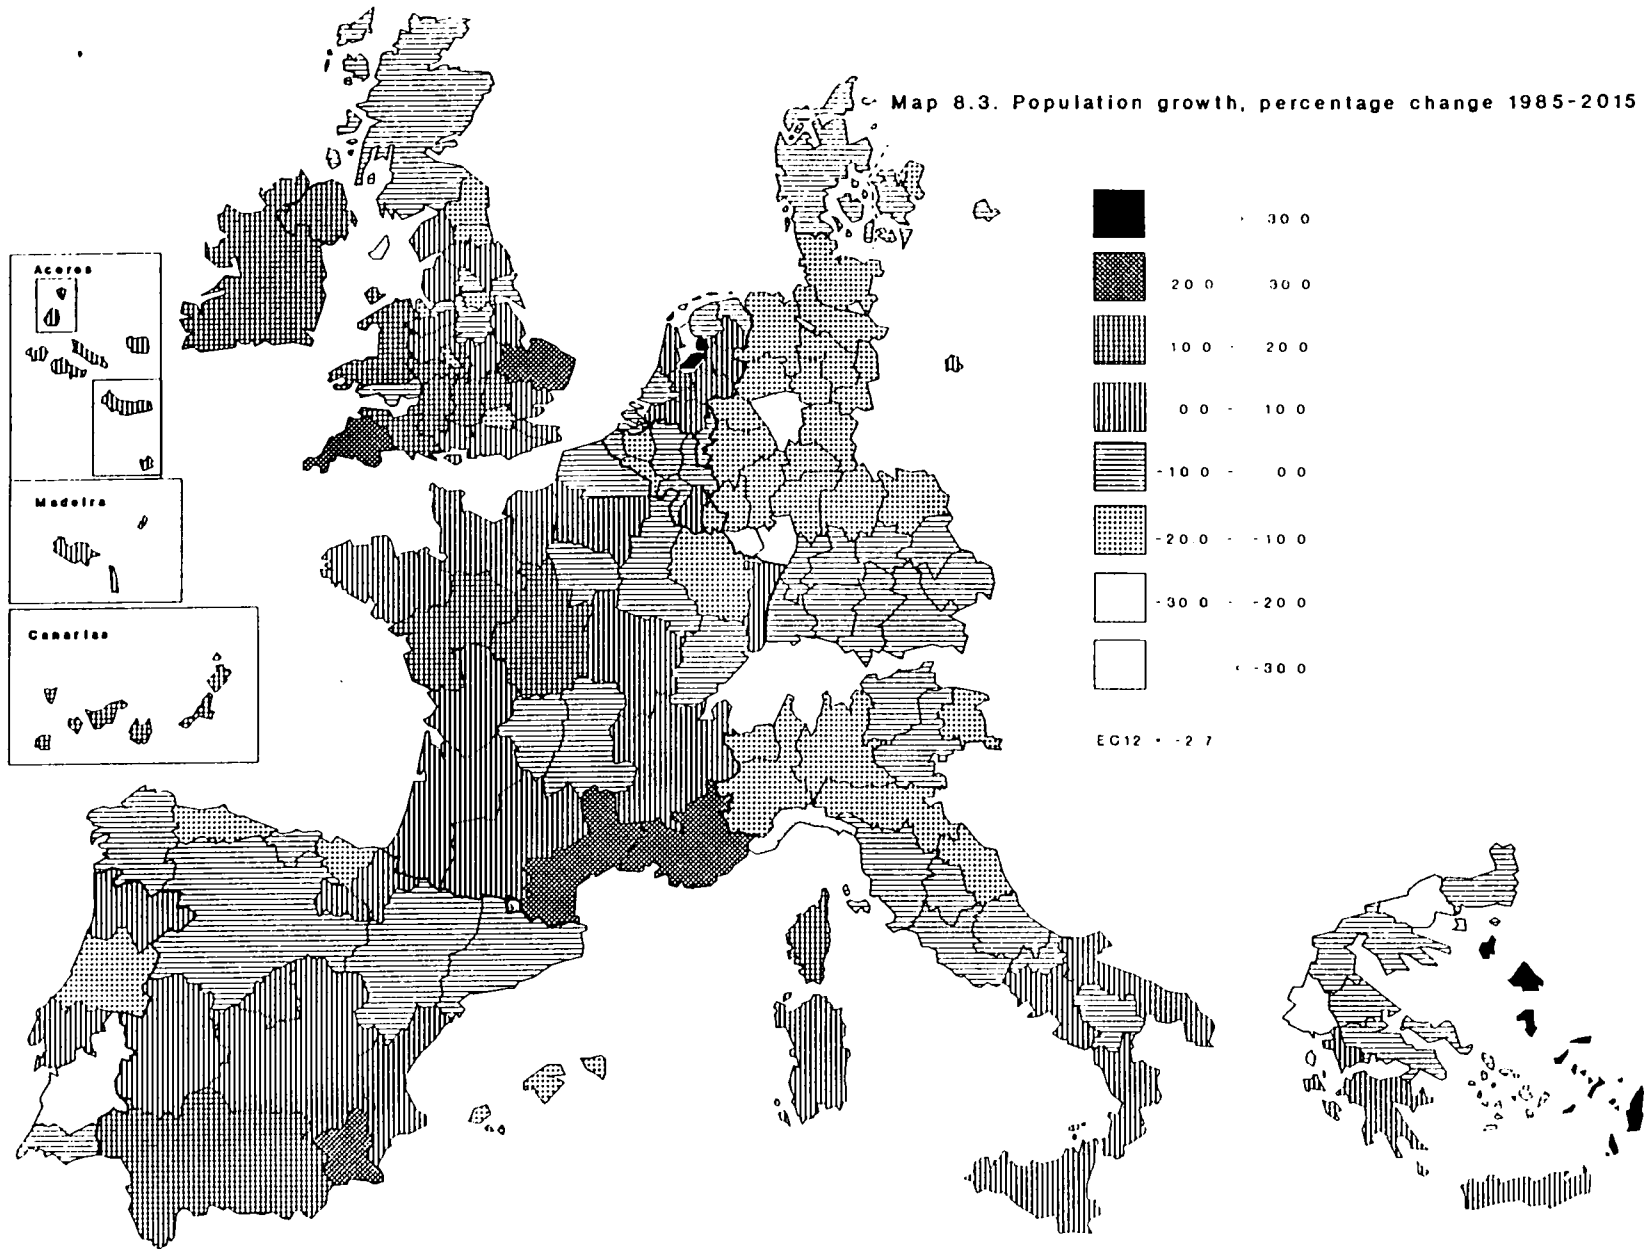 Map 8.3. Population growth, percentage change 1985-2015
Acores
Madeira
Canarias
> 30 0
20 0 30 0
10 0 - 20 0
0 0 - 10 0
-10 0 - 0 0
-20 0 - -10 0
-30 0 - -20 0
< -30 0
EC12 • -2 7